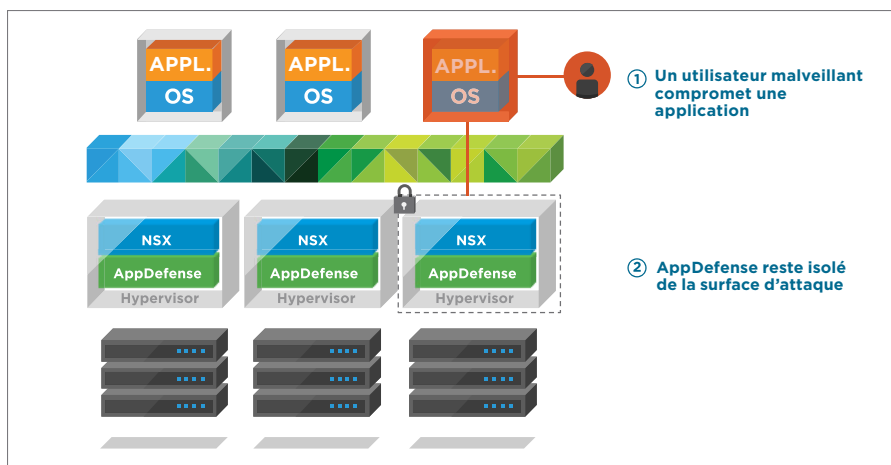 APPL.
OS
APPL.
OS
APPL.
OS
① Un utilisateur malveillant
compromet une
application
NSX
AppDefense
Hypervisor
NSX
AppDefense
Hypervisor
NSX
AppDefense
Hypervisor
② AppDefense reste isolé
de la surface d’attaque